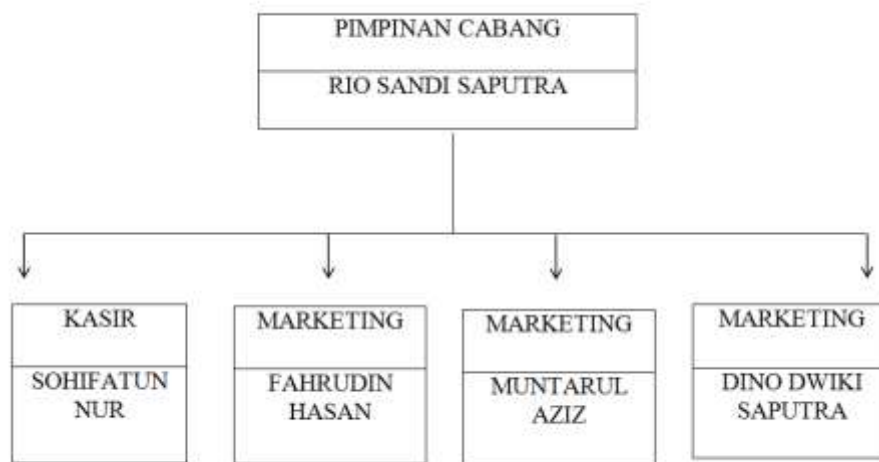 PIMPINAN CABANG
RIO SANDI SAPUTRA
KASIR
SOHIFATUN
NUR
MARKETING
FAHRUDIN
HASAN
MARKETING
MUNTARUL
AZIZ
MARKETING
DINO DWIKI
SAPUTRA